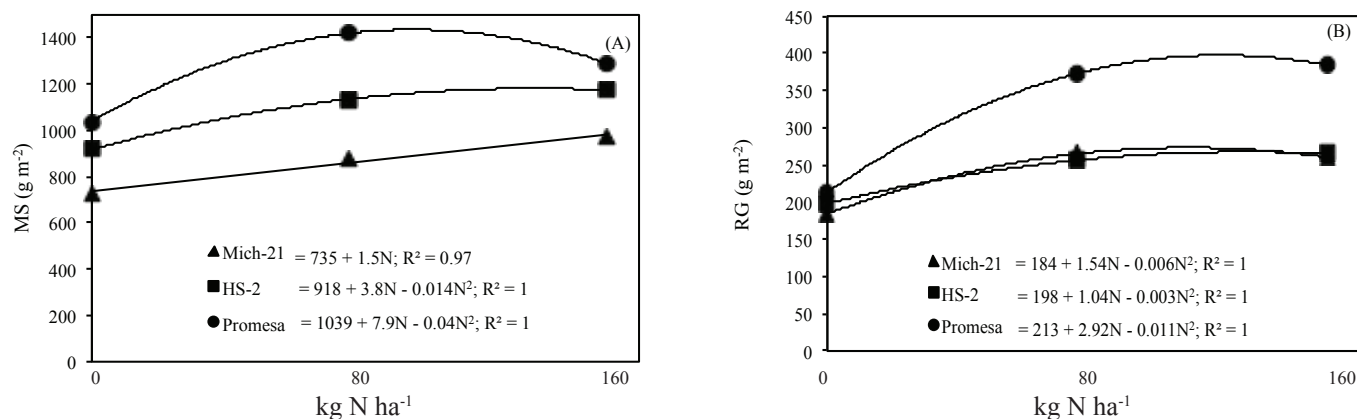 (A)
1400
1200
1000
800
600
400
200
0
MS (g m⁻²)
Mich-21 = 735 + 1.5N; R² = 0.97
HS-2 = 918 + 3.8N - 0.014N²; R² = 1
Promesa = 1039 + 7.9N - 0.04N²; R² = 1
0 80 160
kg N ha⁻¹
(B)
450
400
350
300
250
200
150
100
50
0
RG (g m⁻²)
Mich-21 = 184 + 1.54N - 0.006N²; R² = 1
HS-2 = 198 + 1.04N - 0.003N²; R² = 1
Promesa = 213 + 2.92N - 0.011N²; R² = 1
0 80 160
kg N ha⁻¹